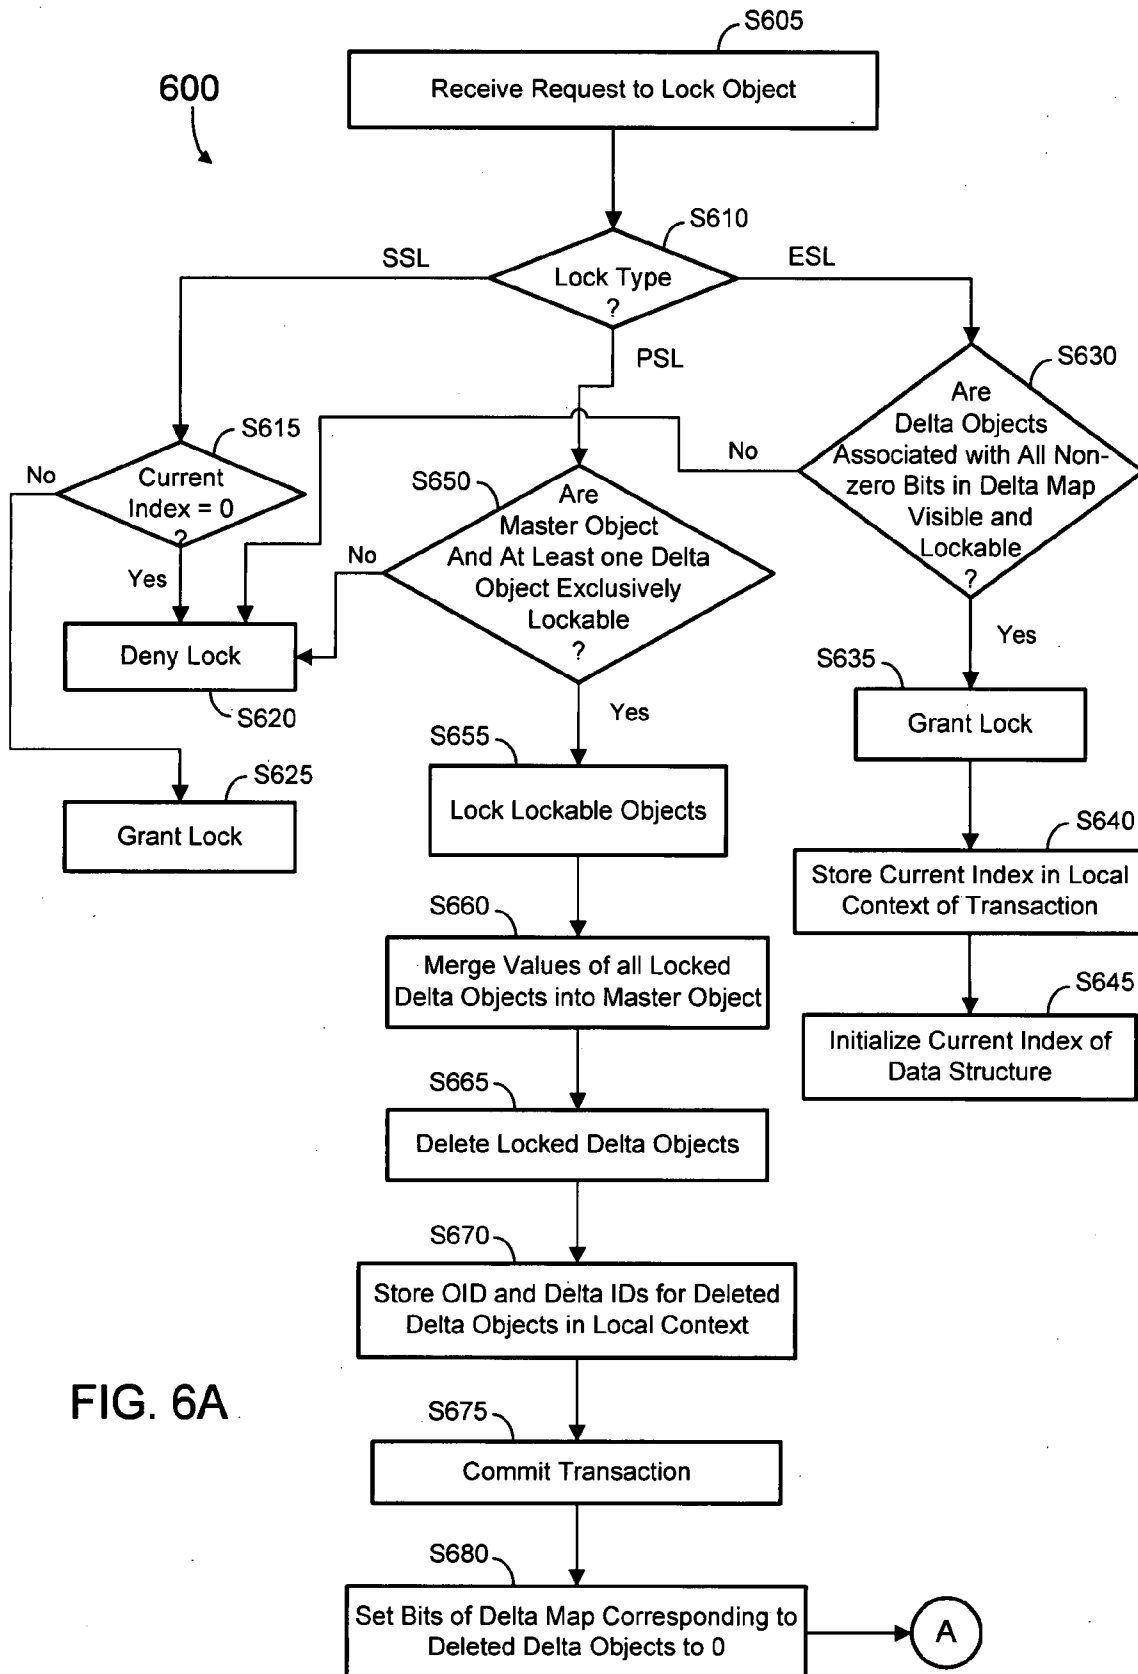 S605
Receive Request to Lock Object
600
S610
SSL
ESL
Lock Type
?
PSL
S630
Are
Delta Objects
Associated with All Non-
zero Bits in Delta Map
Visible and
Lockable
?
No
S615
No
Current
Index = 0
?
Yes
S650
Are
Master Object
And At Least one Delta
Object Exclusively
Lockable
?
No
Yes
Deny Lock
S620
Yes
S635
Grant Lock
S625
Grant Lock
S655
Lock Lockable Objects
S640
Store Current Index in Local
Context of Transaction
S660
Merge Values of all Locked
Delta Objects into Master Object
S645
Initialize Current Index of
Data Structure
S665
Delete Locked Delta Objects
S670
Store OID and Delta IDs for Deleted
Delta Objects in Local Context
FIG. 6A
S675
Commit Transaction
S680
Set Bits of Delta Map Corresponding to
Deleted Delta Objects to 0
A